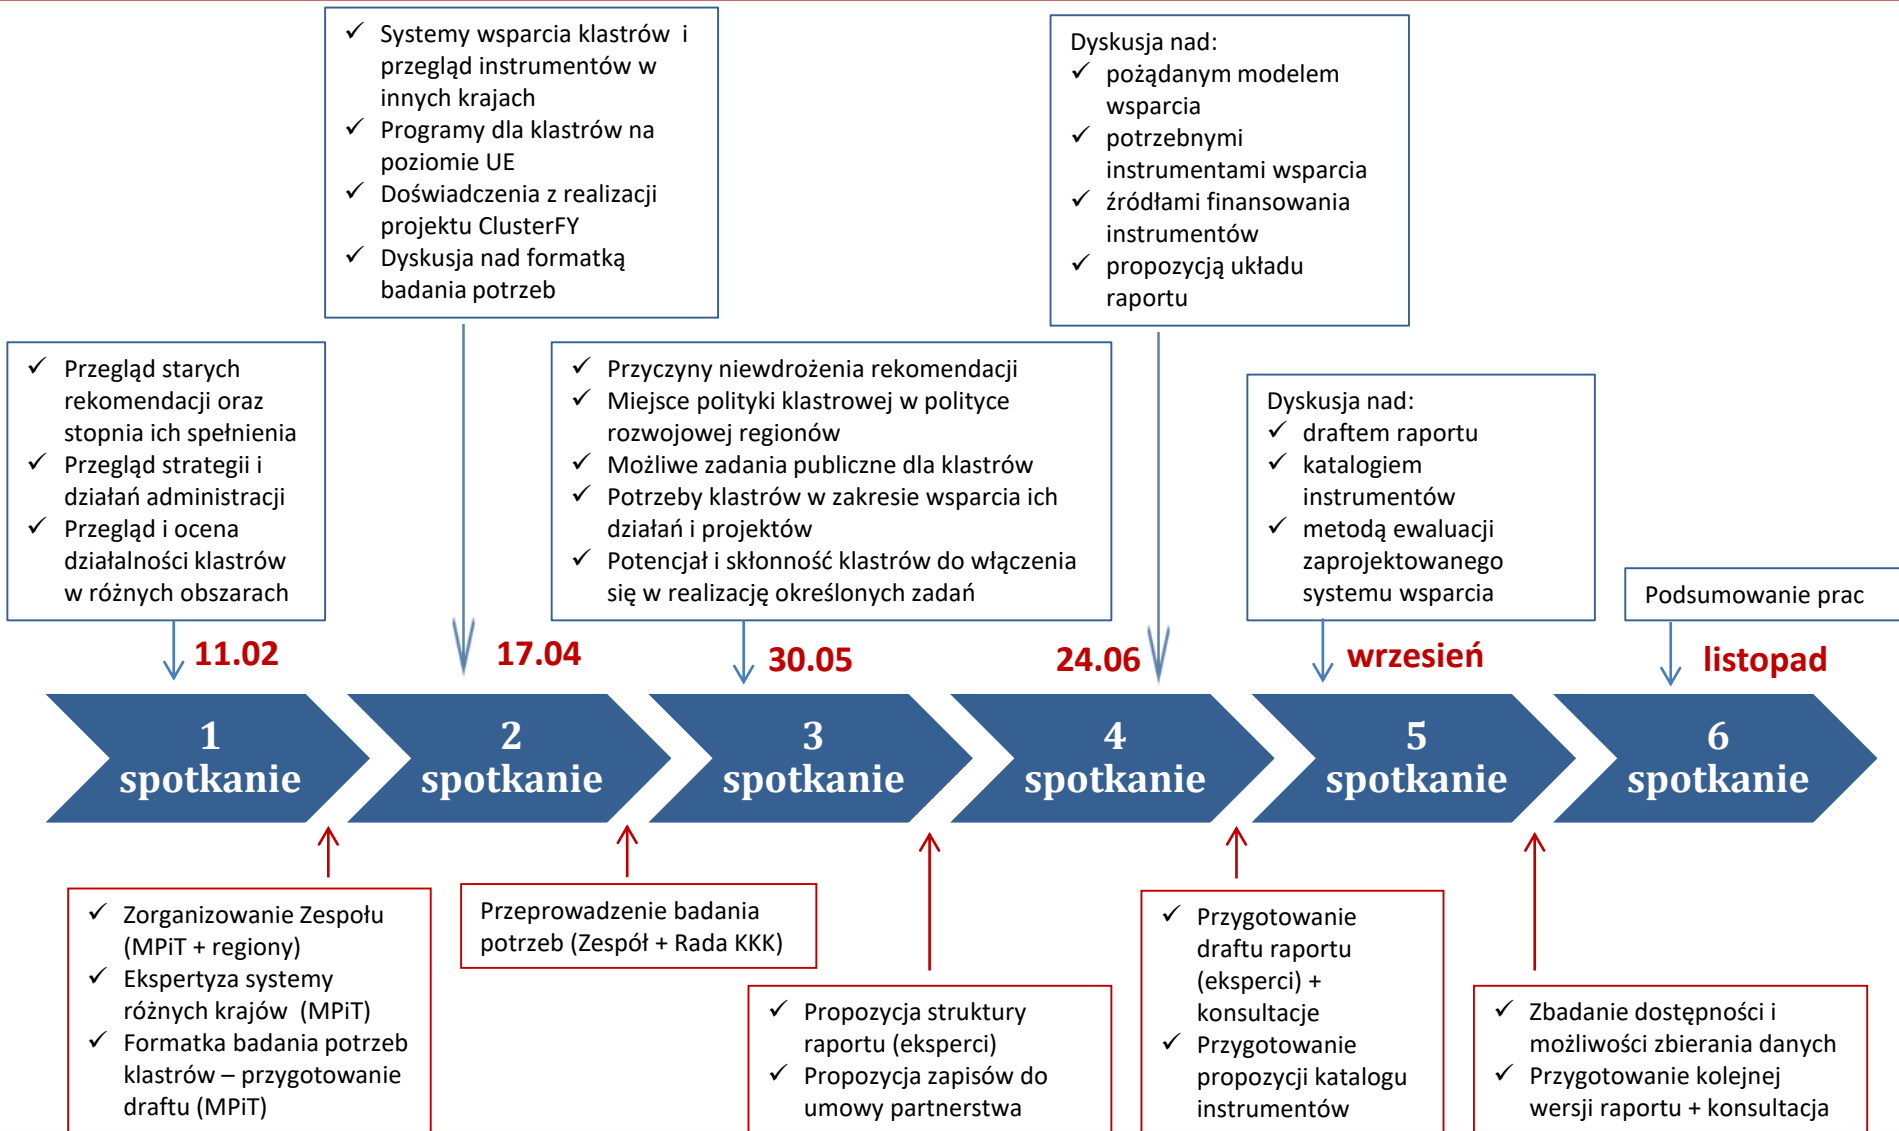 ✓ Systemy wsparcia klastrów i
przegląd instrumentów w
innych krajach
✓ Programy dla klastrów na
poziomie UE
✓ Doświadczenia z realizacji
projektu ClusterFY
✓ Dyskusja nad formatką
badania potrzeb
Dyskusja nad:
✓ pożądanym modelem
wsparcia
✓ potrzebnymi
instrumentami wsparcia
✓ źródłami finansowania
instrumentów
✓ propozycją układu
raportu
✓ Przegląd starych
rekomendacji oraz
stopnia ich spełnienia
✓ Przegląd strategii i
działań administracji
✓ Przegląd i ocena
działalności klastrów
w różnych obszarach
✓ Przyczyny niewdrożenia rekomendacji
✓ Miejsce polityki klastrowej w polityce
rozwojowej regionów
✓ Możliwe zadania publiczne dla klastrów
✓ Potrzeby klastrów w zakresie wsparcia ich
działań i projektów
✓ Potencjał i skłonność klastrów do włączenia
się w realizację określonych zadań
Dyskusja nad:
✓ draftem raportu
✓ katalogiem
instrumentów
✓ metodą ewaluacji
zaprojektowanego
systemu wsparcia
Podsumowanie prac
11.02
17.04
30.05
24.06
wrzesień
listopad
1
spotkanie
2
spotkanie
3
spotkanie
4
spotkanie
5
spotkanie
6
spotkanie
✓ Zorganizowanie Zespołu
(MPiT + regiony)
✓ Ekspertyza systemy
różnych krajów (MPiT)
✓ Formatka badania potrzeb
klastrów – przygotowanie
draftu (MPiT)
Przeprowadzenie badania
potrzeb (Zespół + Rada KKK)
✓ Propozycja struktury
raportu (eksperci)
✓ Propozycja zapisów do
umowy partnerstwa
✓ Przygotowanie
draftu raportu
(eksperci) +
konsultacje
✓ Przygotowanie
propozycji katalogu
instrumentów
✓ Zbadanie dostępności i
możliwości zbierania danych
✓ Przygotowanie kolejnej
wersji raportu + konsultacja